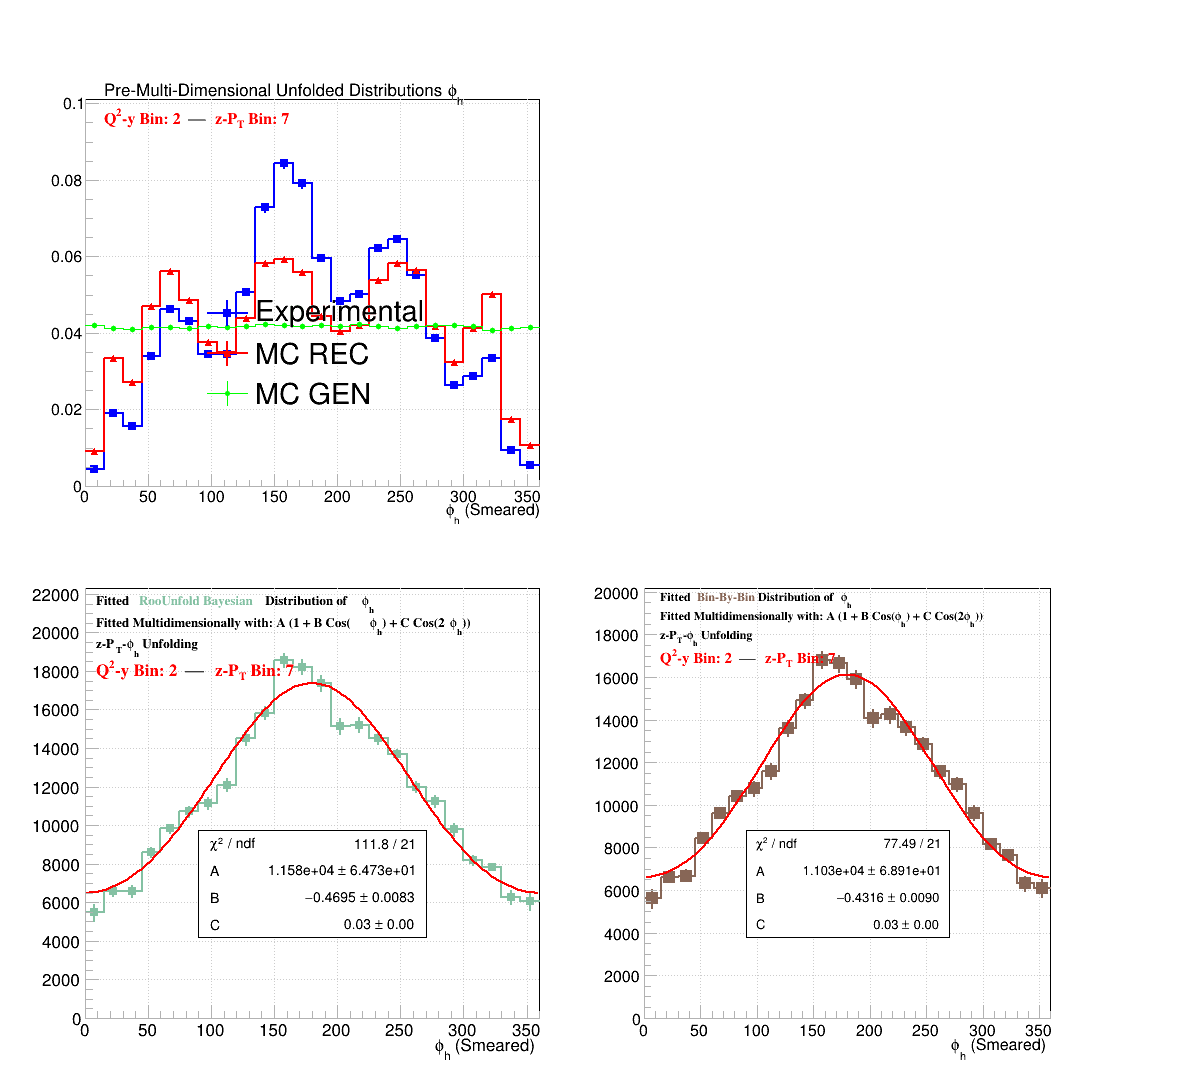 Pre-Multi-Dimensional Unfolded Distributions ϕh
Q²-y Bin: 2 — z-PT Bin: 7
0.1
0.08
0.06
0.04
0.02
0
Experimental
MC REC
MC GEN
0 50 100 150 200 250 300 350
ϕh (Smeared)
Fitted RooUnfold Bayesian Distribution of ϕh
Fitted Multidimensionally with: A (1 + B Cos( ϕh) + C Cos(2 ϕh))
z-PT-ϕh Unfolding
Q²-y Bin: 2 — z-PT Bin: 7
22000
20000
18000
16000
14000
12000
10000
8000
6000
4000
2000
0
χ² / ndf 111.8 / 21
A 1.158e+04 ± 6.473e+01
B −0.4695 ± 0.0083
C 0.03 ± 0.00
0 50 100 150 200 250 300 350
ϕh (Smeared)
Fitted Bin-By-Bin Distribution of ϕh
Fitted Multidimensionally with: A (1 + B Cos(ϕh) + C Cos(2ϕh))
z-PT-ϕh Unfolding
Q²-y Bin: 2 — z-PT Bin: 7
20000
18000
16000
14000
12000
10000
8000
6000
4000
2000
0
χ² / ndf 77.49 / 21
A 1.103e+04 ± 6.891e+01
B −0.4316 ± 0.0090
C 0.03 ± 0.00
0 50 100 150 200 250 300 350
ϕh (Smeared)